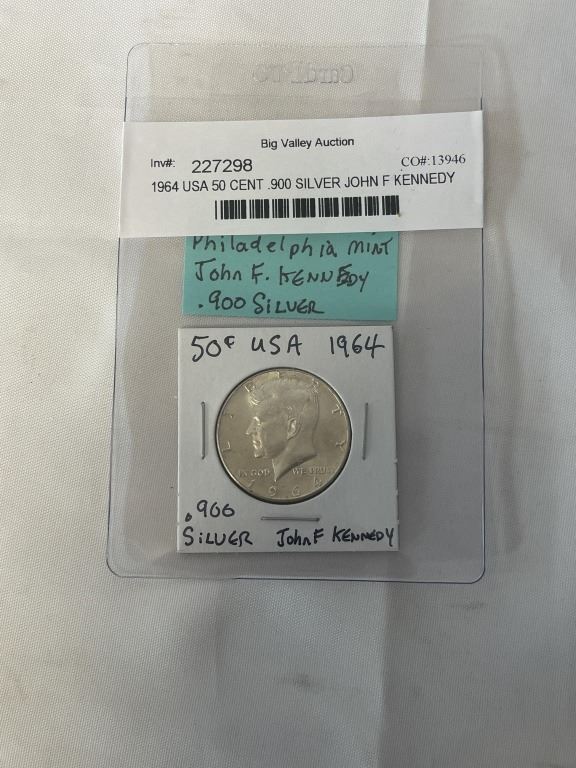 Big Valley Auction
Inv#: 227298 CO#:13946
1964 USA 50 CENT .900 SILVER JOHN F KENNEDY
Philadelphia MINT
John F. KENNEDY
.900 SILVER
50¢ USA 1964
LIBERTY
IN GOD WE TRUST
1964
.900
SILVER John F KENNEDY